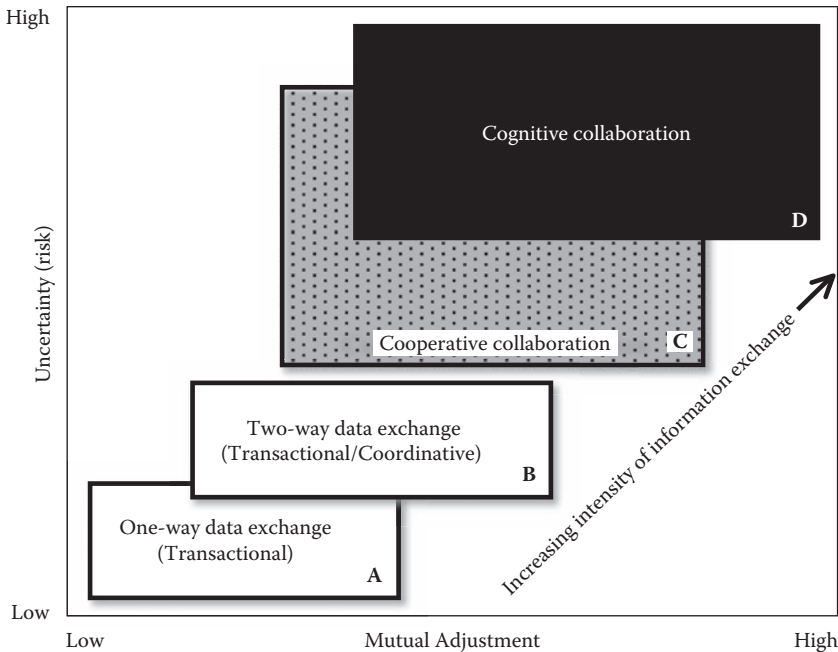 High
Cognitive collaboration
D
Uncertainty (risk)
Cooperative collaboration
C
Increasing intensity of information exchange
Two-way data exchange
(Transactional/Coordinative)
B
One-way data exchange
(Transactional)
A
Low
Low
Mutual Adjustment
High